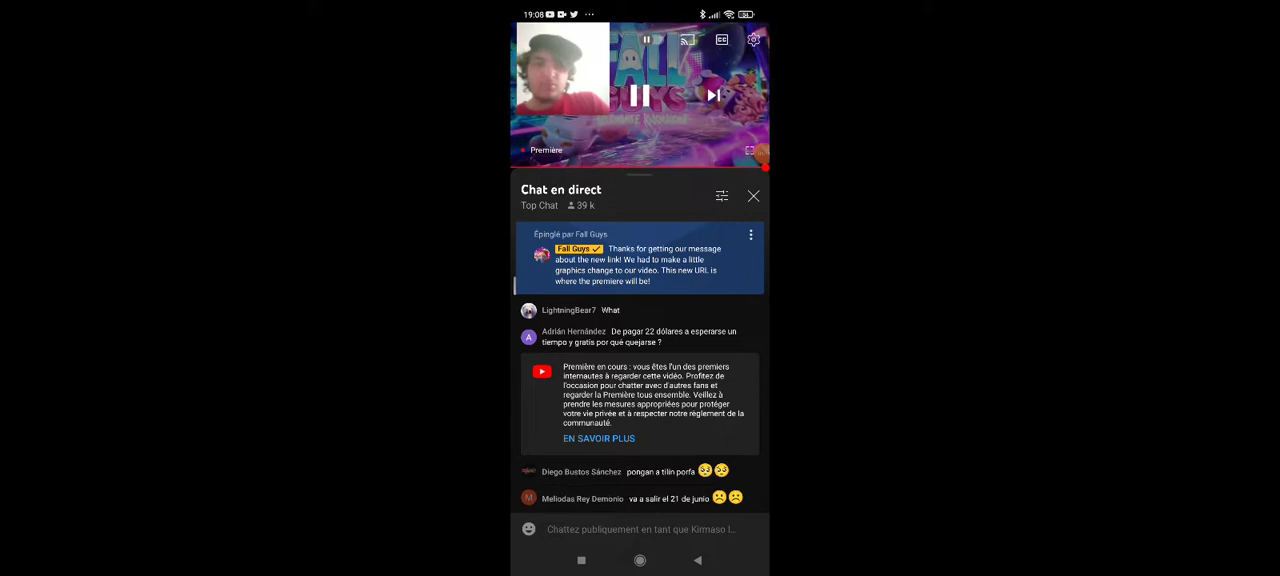 19:08
FALL
GUYS
Première
Chat en direct
Top Chat 39 k
Épinglé par Fall Guys
Fall Guys ✓ Thanks for getting our message
about the new link! We had to make a little
graphics change to our video. This new URL is
where the premiere will be!
LightningBear7 What
Adrián Hernández De pagar 22 dólares a esperarse un
tiempo y gratis por qué quejarse ?
Première en cours : vous êtes l'un des premiers
internautes à regarder cette vidéo. Profitez de
l'occasion pour chatter avec d'autres fans et
regarder la Première tous ensemble. Veillez à
prendre les mesures appropriées pour protéger
votre vie privée et à respecter notre règlement de la
communauté.
EN SAVOIR PLUS
Diego Bustos Sánchez pongan a tilín porfa 🥺🥺
M Meliodas Rey Demonio va a salir el 21 de junio ☹️☹️
Chattez publiquement en tant que Kirmaso l...